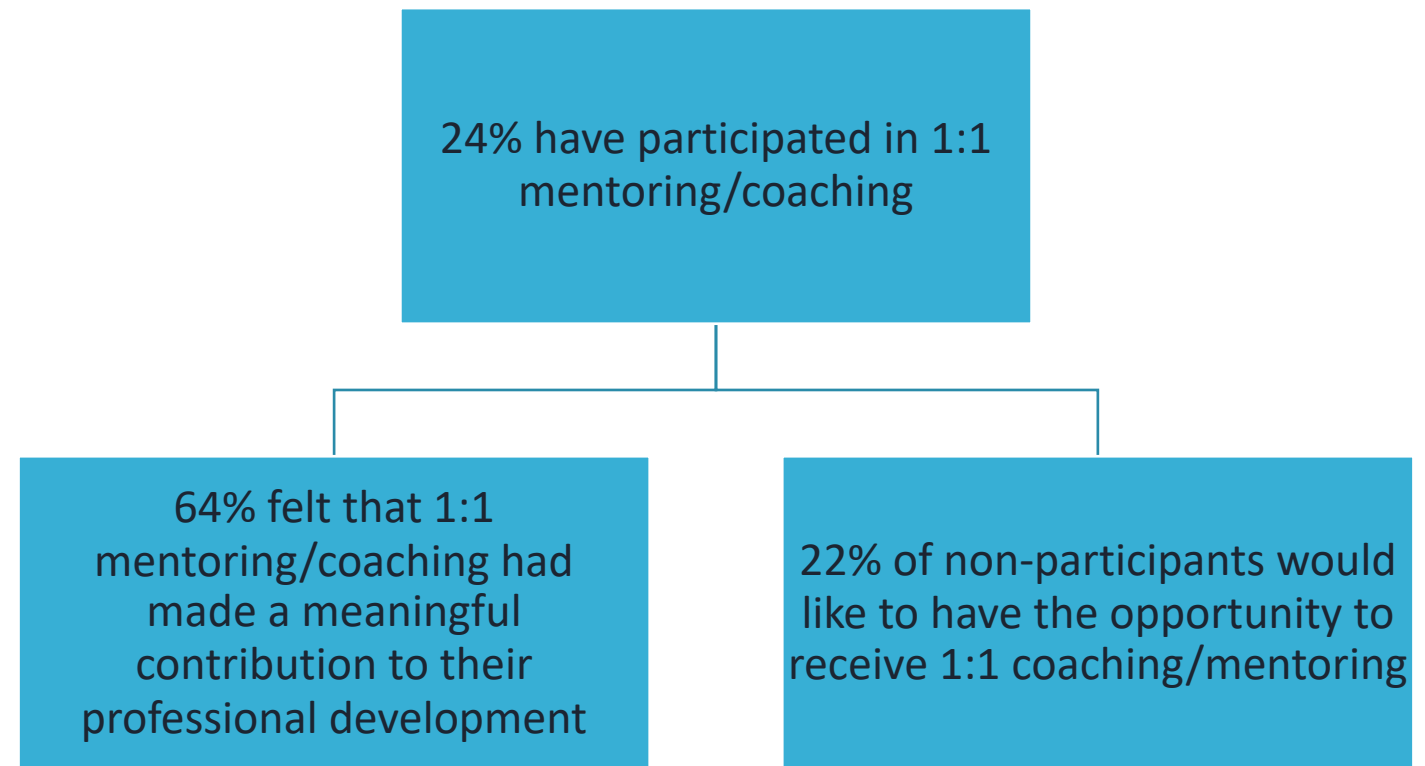 24% have participated in 1:1
mentoring/coaching
64% felt that 1:1
mentoring/coaching had
made a meaningful
contribution to their
professional development
22% of non-participants would
like to have the opportunity to
receive 1:1 coaching/mentoring